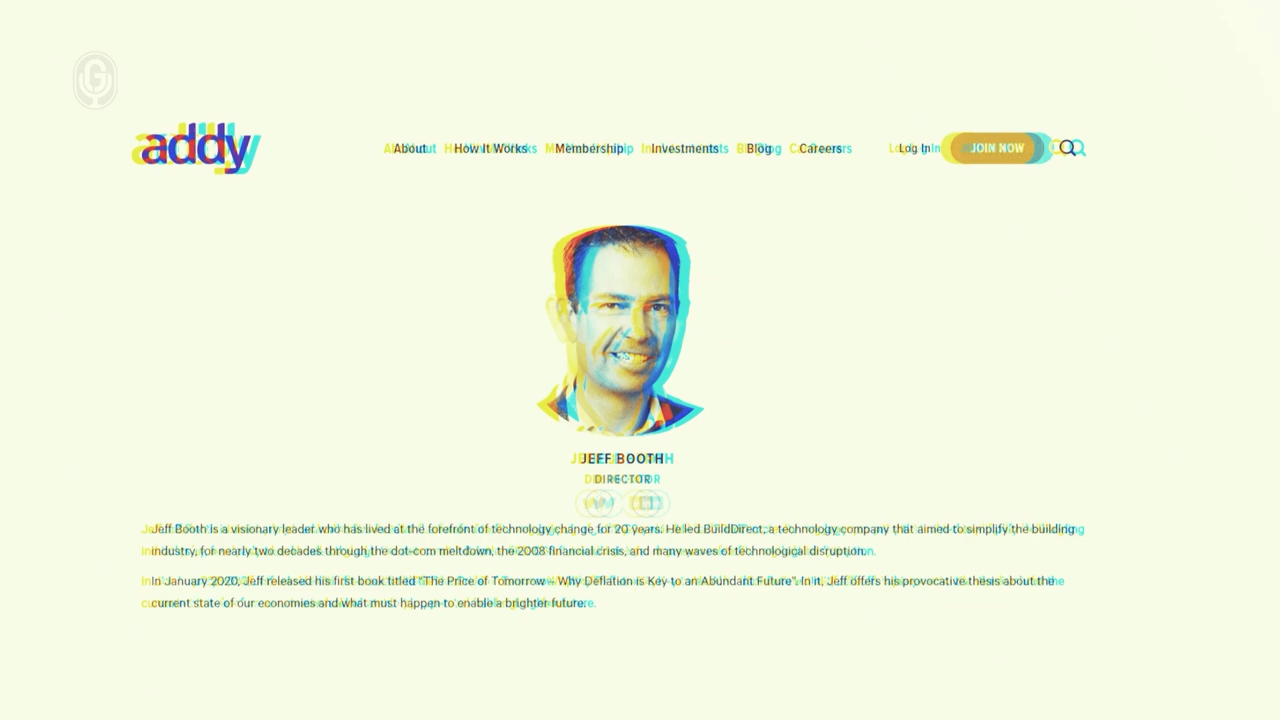 addy
About How It Works Membership Investments Blog Careers Log In JOIN NOW
JEFF BOOTH
DIRECTOR
Jeff Booth is a visionary leader who has lived at the forefront of technology change for 20 years. He led BuildDirect, a technology company that aimed to simplify the building
industry, for nearly two decades through the dot-com meltdown, the 2008 financial crisis, and many waves of technological disruption.
In January 2020, Jeff released his first book titled "The Price of Tomorrow – Why Deflation is Key to an Abundant Future". In it, Jeff offers his provocative thesis about the
current state of our economies and what must happen to enable a brighter future.